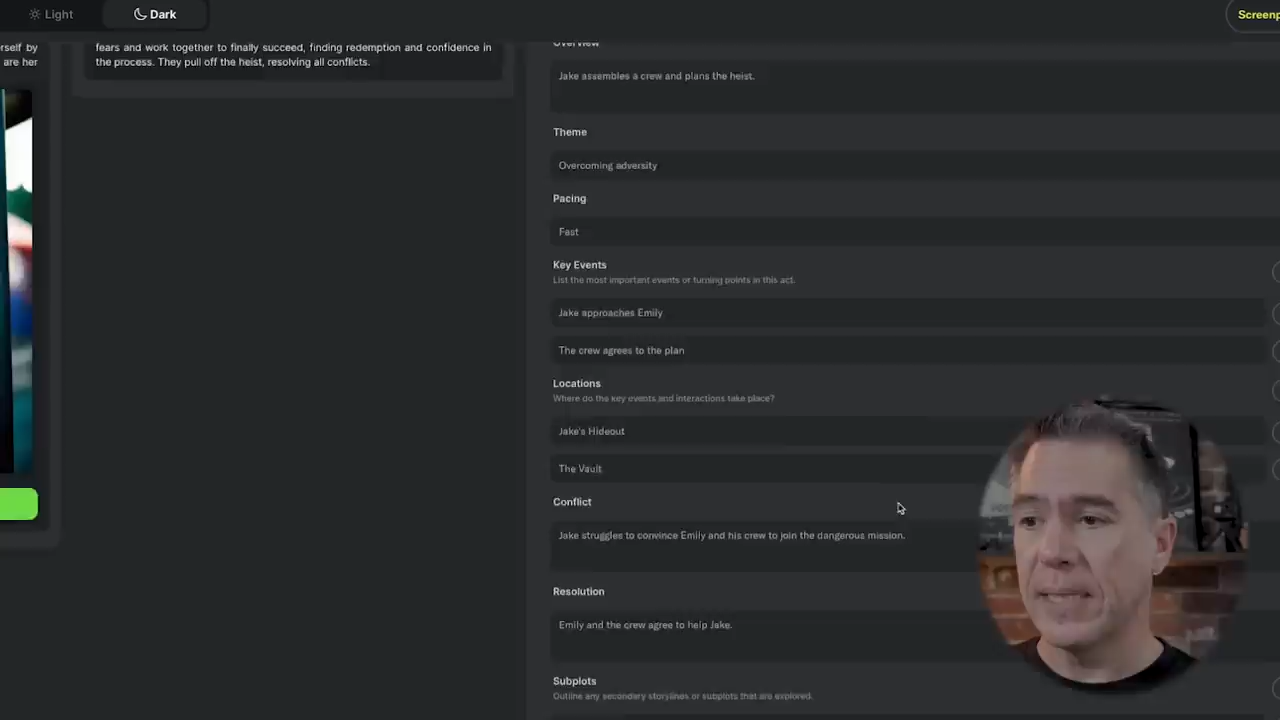 Light
Dark
Screenp
rself by
are her
fears and work together to finally succeed, finding redemption and confidence in
the process. They pull off the heist, resolving all conflicts.
Overview
Jake assembles a crew and plans the heist.
Theme
Overcoming adversity
Pacing
Fast
Key Events
List the most important events or turning points in this act.
Jake approaches Emily
The crew agrees to the plan
Locations
Where do the key events and interactions take place?
Jake's Hideout
The Vault
Conflict
Jake struggles to convince Emily and his crew to join the dangerous mission.
Resolution
Emily and the crew agree to help Jake.
Subplots
Outline any secondary storylines or subplots that are explored.